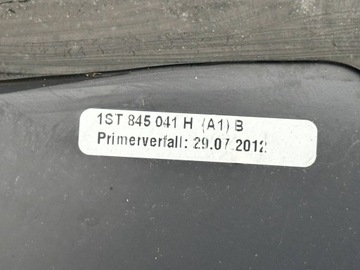 1ST 845 041 H (A1) B
Primerverfall: 29.07.2012